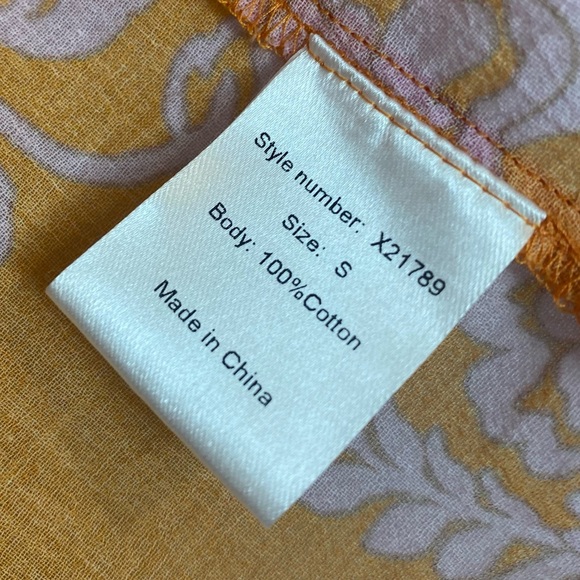 Style number: X21789
Size: S
Body: 100%Cotton
Made in China